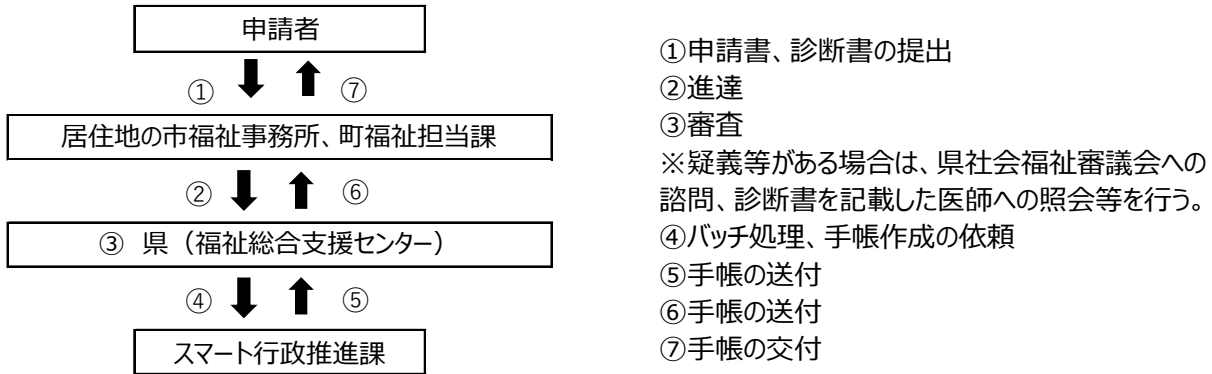 申請者
① ⑦
居住地の市福祉事務所、町福祉担当課
② ⑥
③ 県（福祉総合支援センター）
④ ⑤
スマート行政推進課
①申請書、診断書の提出
②進達
③審査
※疑義等がある場合は、県社会福祉審議会への
諮問、診断書を記載した医師への照会等を行う。
④バッチ処理、手帳作成の依頼
⑤手帳の送付
⑥手帳の送付
⑦手帳の交付